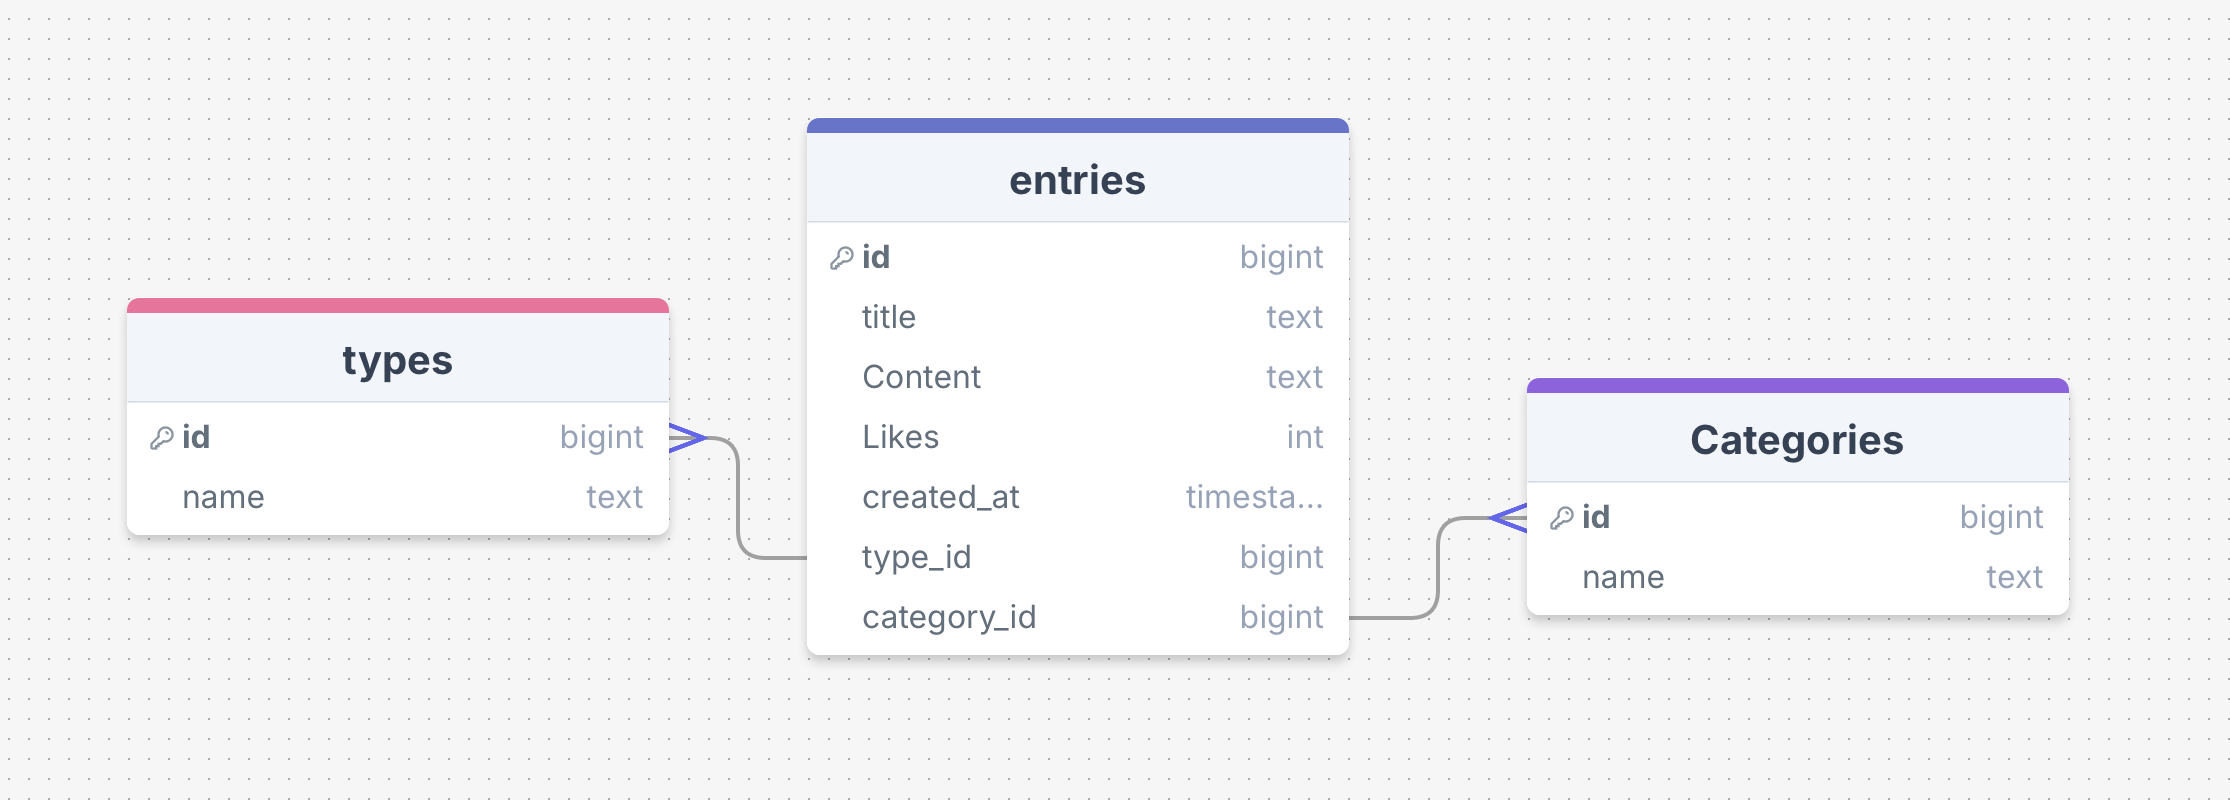 types
id bigint
name text
entries
id bigint
title text
Content text
Likes int
created_at timesta...
type_id bigint
category_id bigint
Categories
id bigint
name text